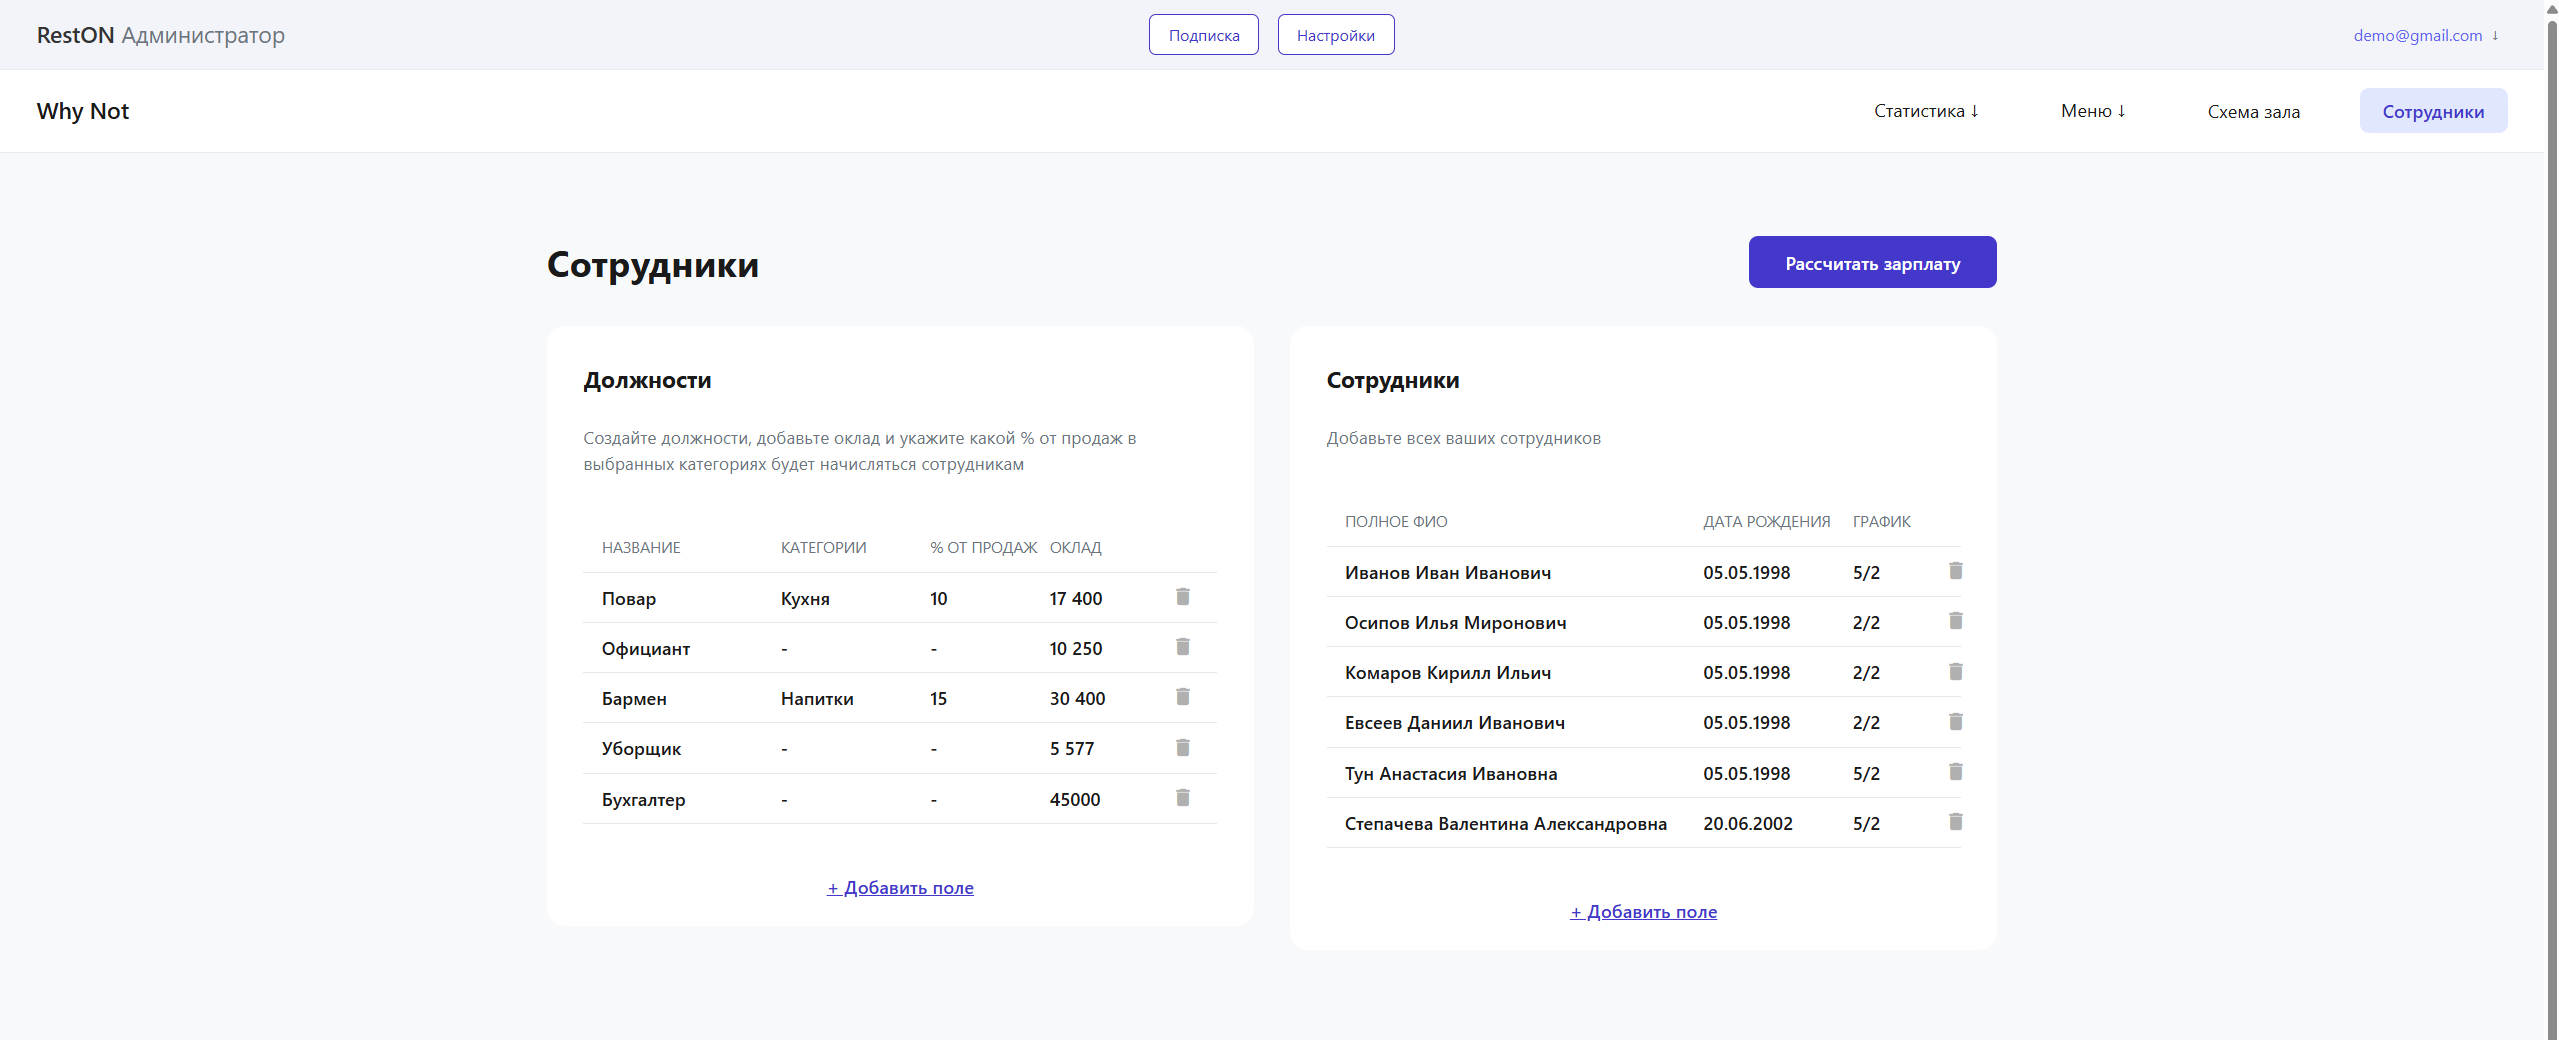 RestON Администратор
Подписка
Настройки
demo@gmail.com ↓
Why Not
Статистика ↓
Меню ↓
Схема зала
Сотрудники
Сотрудники
Рассчитать зарплату
Должности
Создайте должности, добавьте оклад и укажите какой % от продаж в
выбранных категориях будет начисляться сотрудникам
НАЗВАНИЕ КАТЕГОРИИ % ОТ ПРОДАЖ ОКЛАД
Повар Кухня 10 17 400
Официант - - 10 250
Бармен Напитки 15 30 400
Уборщик - - 5 577
Бухгалтер - - 45000
+ Добавить поле
Сотрудники
Добавьте всех ваших сотрудников
ПОЛНОЕ ФИО ДАТА РОЖДЕНИЯ ГРАФИК
Иванов Иван Иванович 05.05.1998 5/2
Осипов Илья Миронович 05.05.1998 2/2
Комаров Кирилл Ильич 05.05.1998 2/2
Евсеев Даниил Иванович 05.05.1998 2/2
Тун Анастасия Ивановна 05.05.1998 5/2
Степачева Валентина Александровна 20.06.2002 5/2
+ Добавить поле